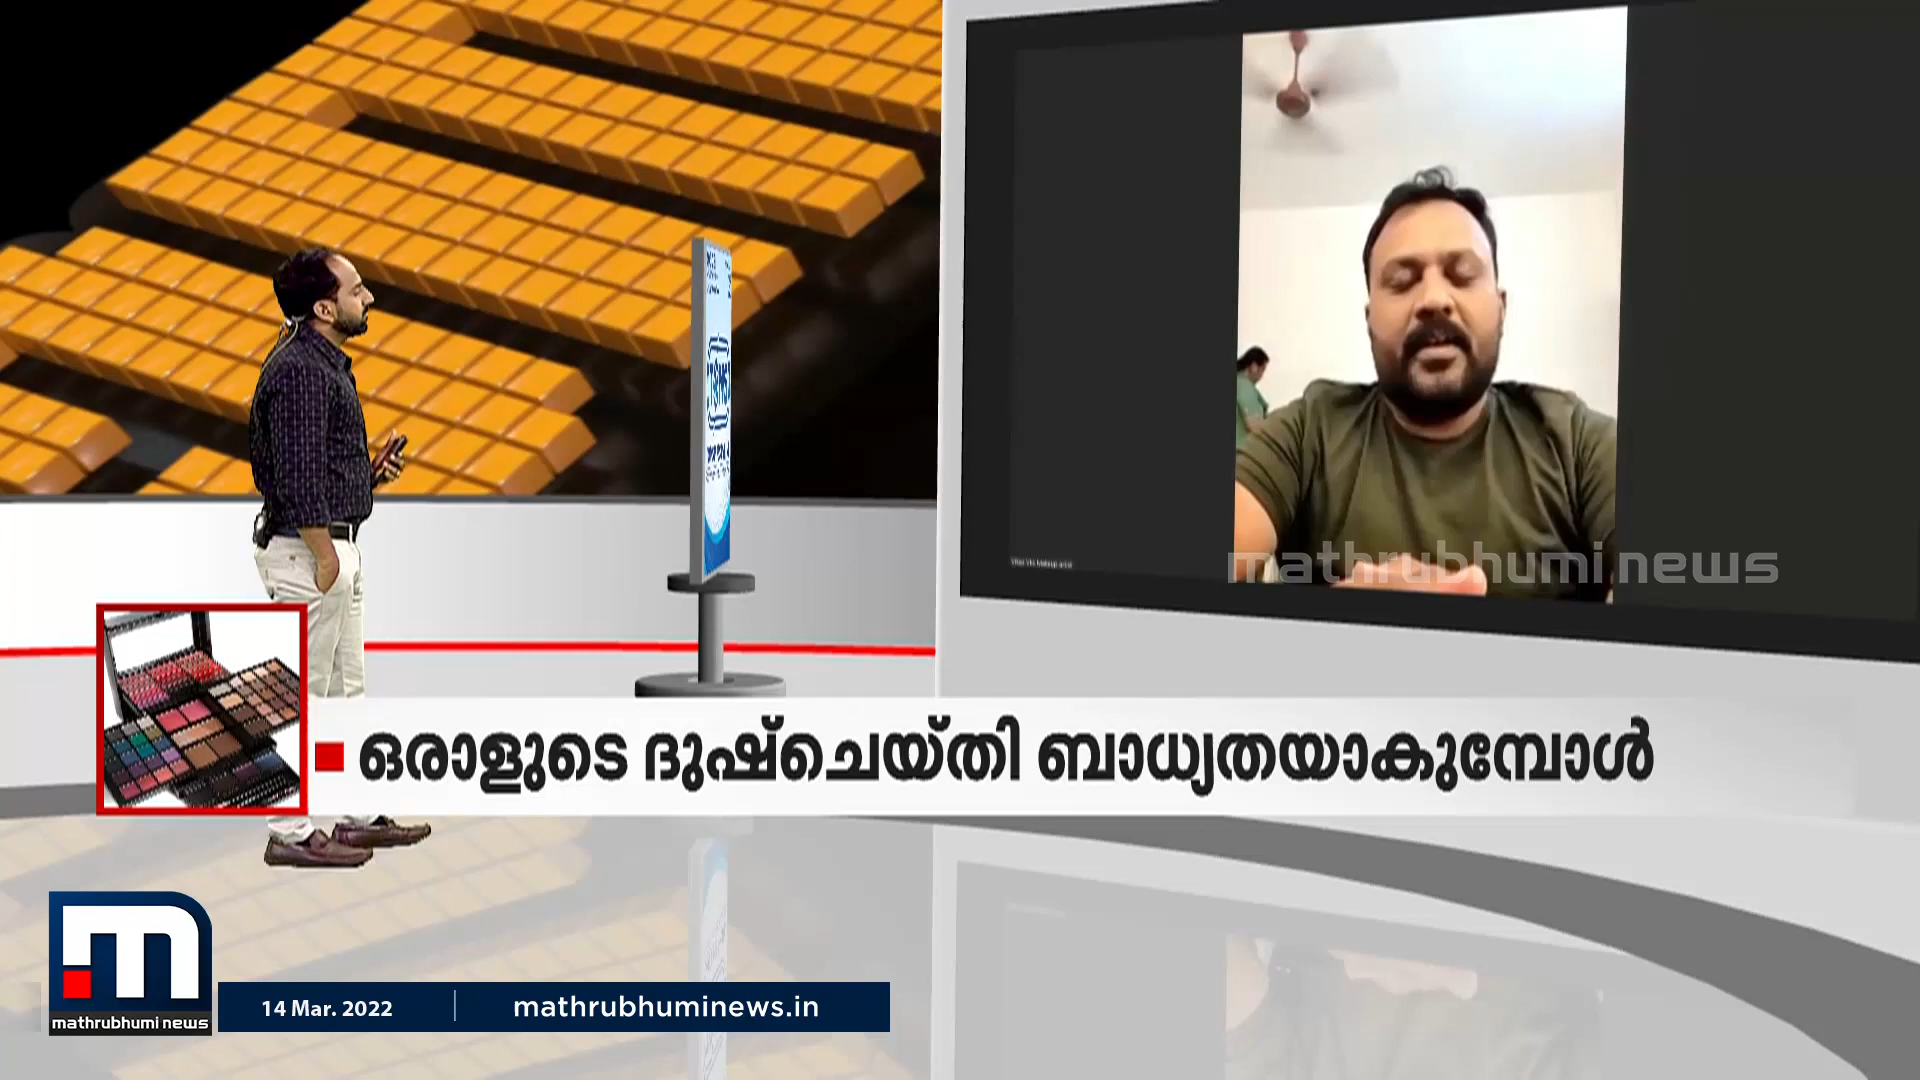 mathrubhumi news
ഒരാളുടെ ദുഷ്ചെയ്തി ബാധ്യതയാകുമ്പോൾ
mathrubhumi news
14 Mar. 2022
mathrubhuminews.in